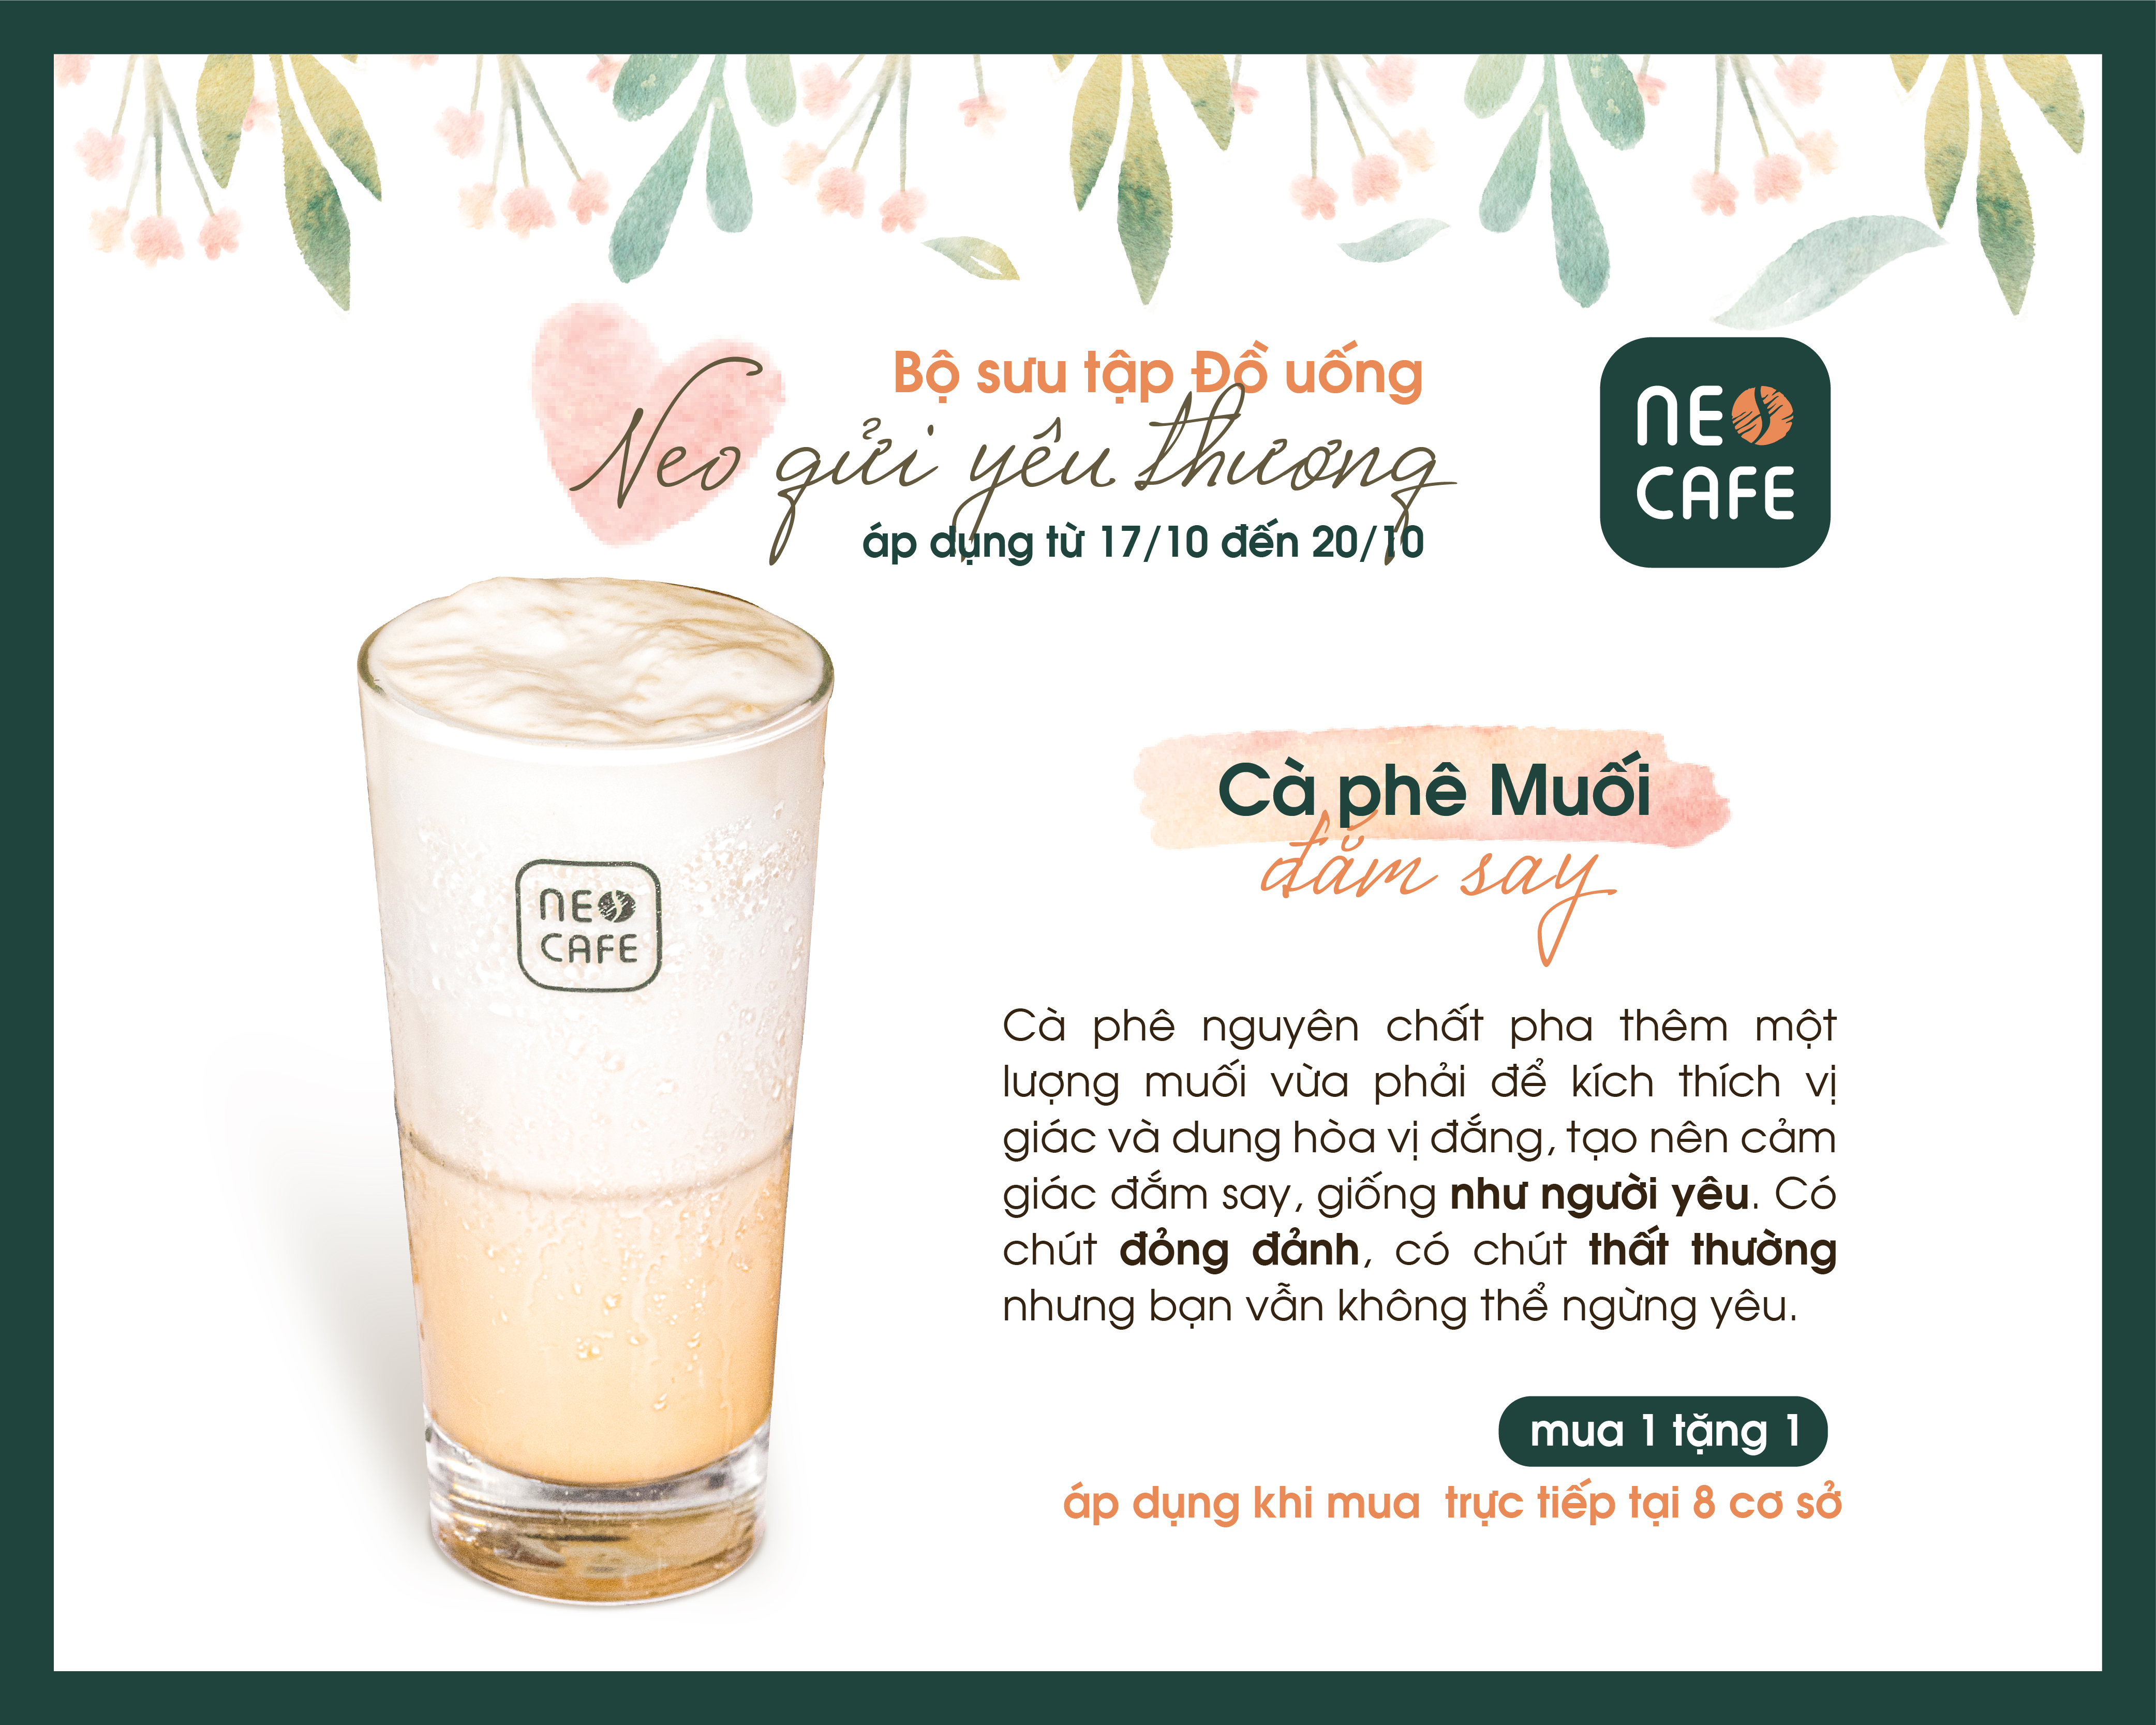 Bộ sưu tập Đồ uống
Neo gửi yêu thương
áp dụng từ 17/10 đến 20/10
NEO
CAFE
Cà phê Muối
đắm say
NEO
CAFE
Cà phê nguyên chất pha thêm một
lượng muối vừa phải để kích thích vị
giác và dung hòa vị đắng, tạo nên cảm
giác đắm say, giống như người yêu. Có
chút đỏng đảnh, có chút thất thường
nhưng bạn vẫn không thể ngừng yêu.
mua 1 tặng 1
áp dụng khi mua trực tiếp tại 8 cơ sở